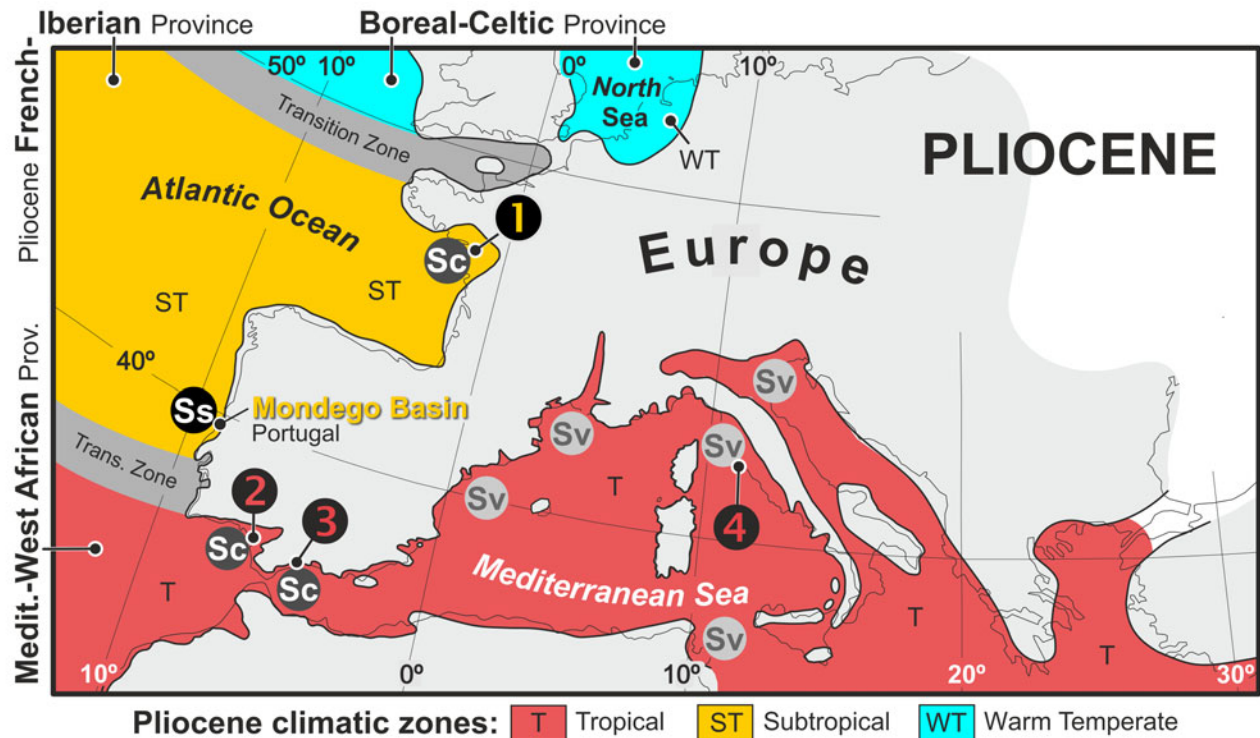 Iberian Province
Boreal-Celtic Province
Pliocene French-
Medit.-West African Prov.
50º 10º
0º
10º
North
Sea
WT
Transition Zone
PLIOCENE
Atlantic Ocean
1
Sc
Europe
ST
ST
40º
Ss
Mondego Basin
Portugal
Trans. Zone
Sv
Sv
Sv
Sv
T
2
3
4
Sc
Sc
Mediterranean Sea
T
T
Sv
T
10º
0º
10º
20º
30º
Pliocene climatic zones:
T Tropical
ST Subtropical
WT Warm Temperate